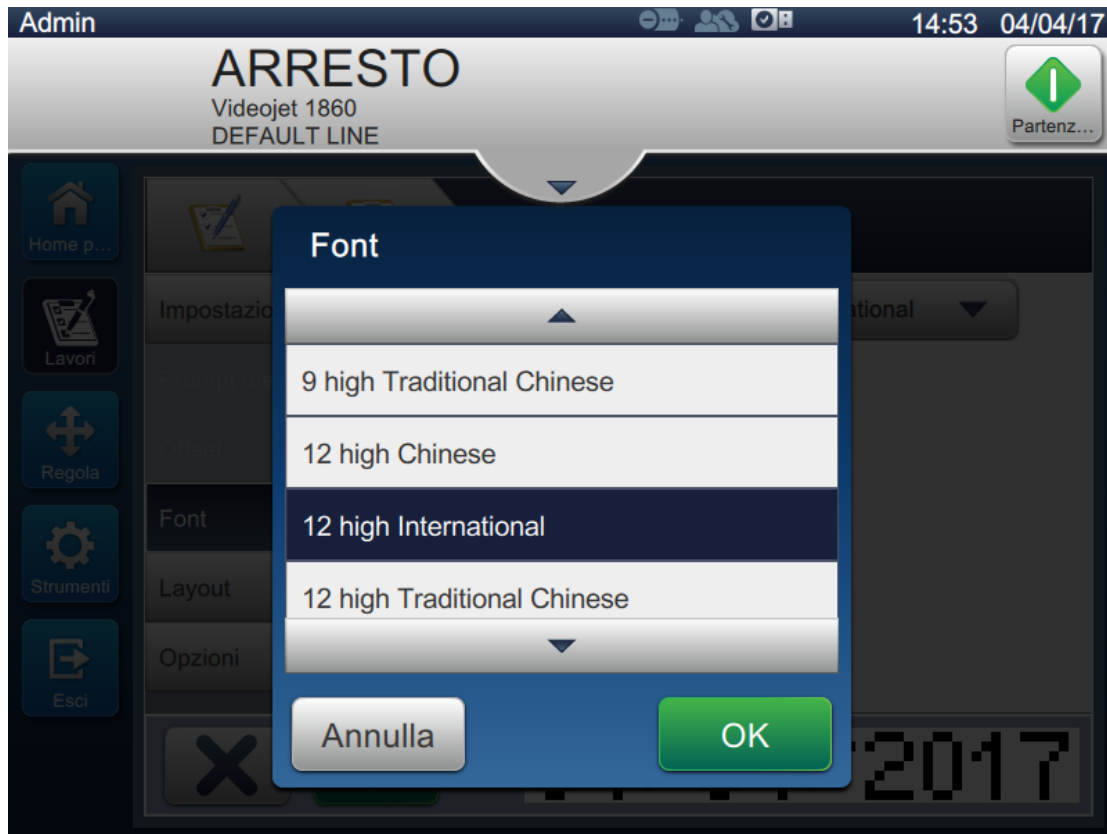 Admin
14:53 04/04/17
ARRESTO
Videojet 1860
DEFAULT LINE
Partenz...
Home p...
Lavori
Regola
Strumenti
Esci
Impostazio
ational
Offset
Font
Layout
Opzioni
Font
9 high Traditional Chinese
12 high Chinese
12 high International
12 high Traditional Chinese
Annulla
OK
2017